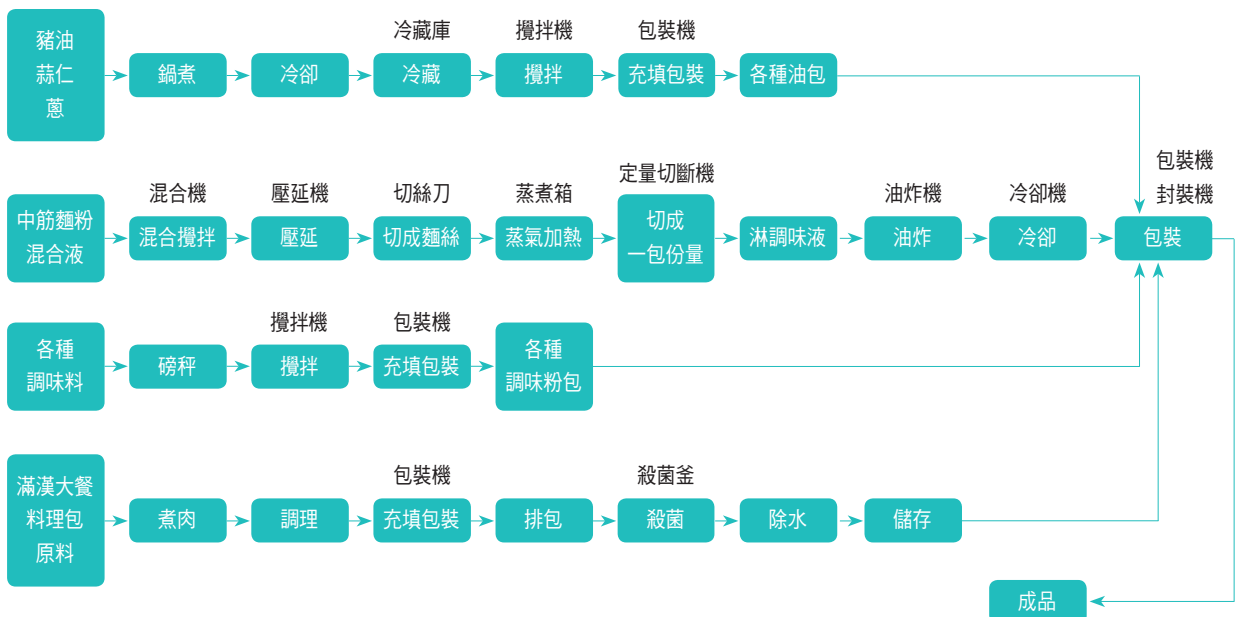 豬油
蒜仁
蔥
鍋煮
冷卻
冷藏庫
冷藏
攪拌機
攪拌
包裝機
充填包裝
各種油包
中筋麵粉
混合液
混合機
混合攪拌
壓延機
壓延
切絲刀
切成麵絲
蒸煮箱
蒸氣加熱
定量切斷機
切成
一包份量
淋調味液
油炸機
油炸
冷卻機
冷卻
包裝機
封裝機
包裝
各種
調味料
磅秤
攪拌機
攪拌
包裝機
充填包裝
各種
調味粉包
滿漢大餐
料理包
原料
煮肉
調理
包裝機
充填包裝
排包
殺菌釜
殺菌
除水
儲存
成品